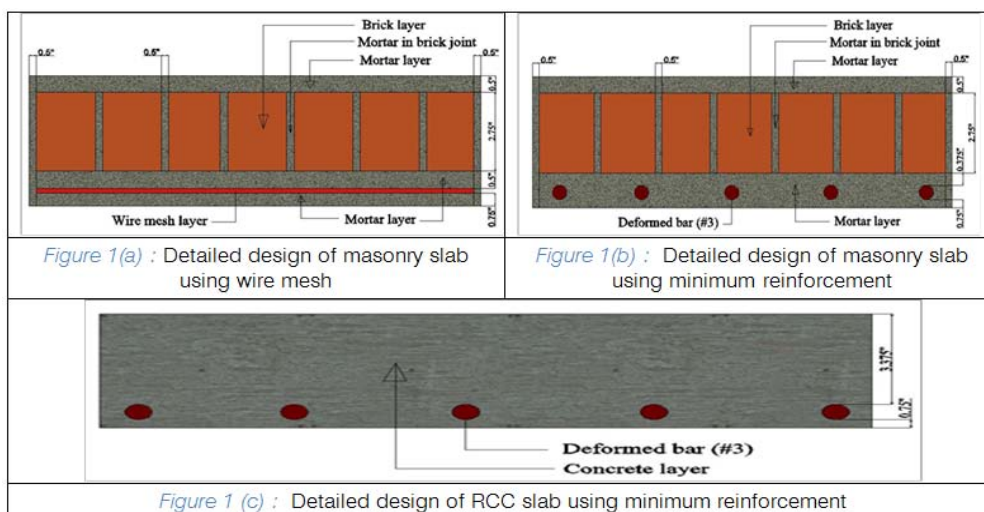 Brick layer
Mortar in brick joint
Mortar layer
0.5"
0.5"
0.5"
0.5"
2.75"
0.5"
0.75"
Wire mesh layer
Mortar layer
Figure 1(a) : Detailed design of masonry slab
using wire mesh
Brick layer
Mortar in brick joint
Mortar layer
0.5"
0.5"
0.5"
0.5"
2.75"
0.375"
0.75"
Deformed bar (#3)
Mortar layer
Figure 1(b) : Detailed design of masonry slab
using minimum reinforcement
3.375"
0.75"
Deformed bar (#3)
Concrete layer
Figure 1 (c) : Detailed design of RCC slab using minimum reinforcement